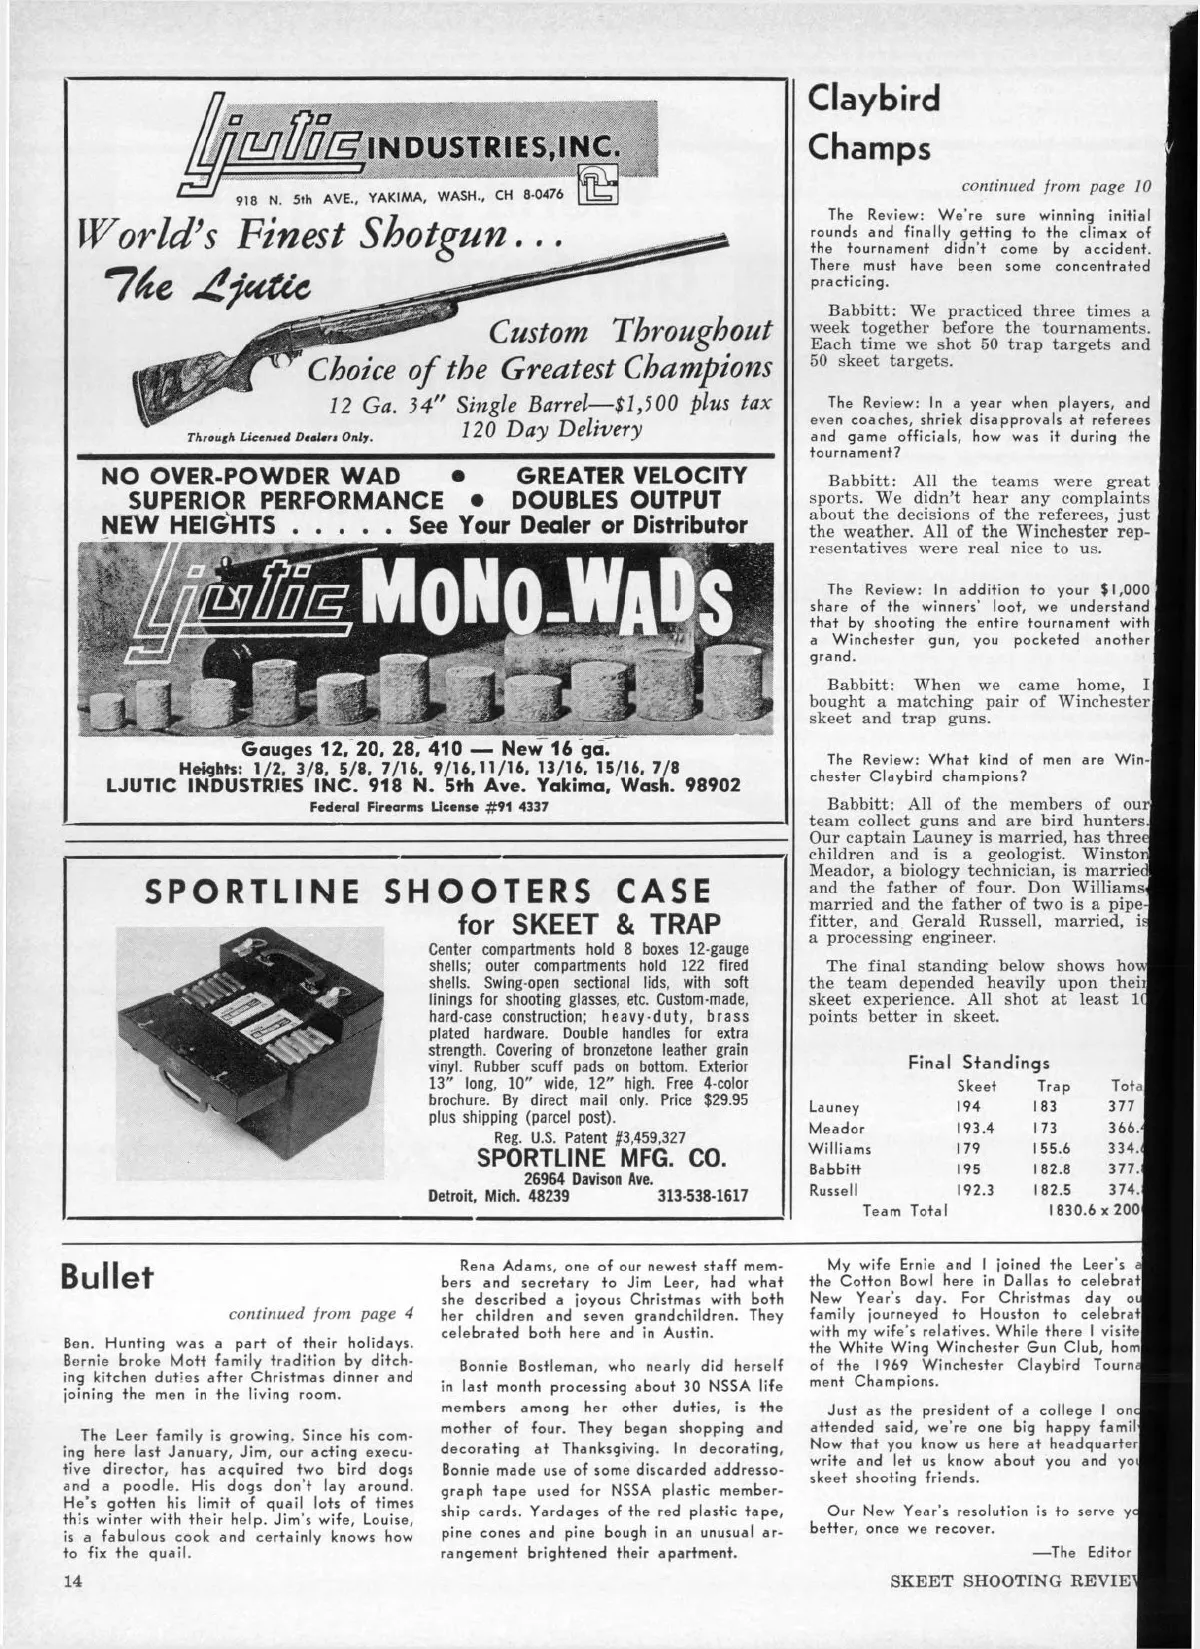 Ljutic INDUSTRIES, INC.
918 N. 5th AVE., YAKIMA, WASH., CH 8-0476
World's Finest Shotgun...
The Ljutic
Custom Throughout
Choice of the Greatest Champions
12 Ga. 34" Single Barrel—$1,500 plus tax
Through Licensed Dealers Only.
120 Day Delivery
NO OVER-POWDER WAD • GREATER VELOCITY
SUPERIOR PERFORMANCE • DOUBLES OUTPUT
NEW HEIGHTS . . . . . See Your Dealer or Distributor
Ljutic MONO-WADS
Gauges 12, 20, 28, 410 — New 16 ga.
Heights: 1/2, 3/8, 5/8, 7/16, 9/16, 11/16, 13/16, 15/16, 7/8
LJUTIC INDUSTRIES INC. 918 N. 5th Ave. Yakima, Wash. 98902
Federal Firearms License #91 4337
SPORTLINE SHOOTERS CASE
for SKEET & TRAP
Center compartments hold 8 boxes 12-gauge
shells; outer compartments hold 122 fired
shells. Swing-open sectional lids, with soft
linings for shooting glasses, etc. Custom-made,
hard-case construction; heavy-duty, brass
plated hardware. Double handles for extra
strength. Covering of bronzetone leather grain
vinyl. Rubber scuff pads on bottom. Exterior
13" long, 10" wide, 12" high. Free 4-color
brochure. By direct mail only. Price $29.95
plus shipping (parcel post).
Reg. U.S. Patent #3,459,327
SPORTLINE MFG. CO.
26964 Davison Ave.
Detroit, Mich. 48239 313-538-1617
Claybird
Champs
continued from page 10
The Review: We're sure winning initial
rounds and finally getting to the climax of
the tournament didn't come by accident.
There must have been some concentrated
practicing.
Babbitt: We practiced three times a
week together before the tournaments.
Each time we shot 50 trap targets and
50 skeet targets.
The Review: In a year when players, and
even coaches, shriek disapprovals at referees
and game officials, how was it during the
tournament?
Babbitt: All the teams were great
sports. We didn't hear any complaints
about the decisions of the referees, just
the weather. All of the Winchester rep-
resentatives were real nice to us.
The Review: In addition to your $1,000
share of the winners' loot, we understand
that by shooting the entire tournament with
a Winchester gun, you pocketed another
grand.
Babbitt: When we came home, I
bought a matching pair of Winchester
skeet and trap guns.
The Review: What kind of men are Win-
chester Claybird champions?
Babbitt: All of the members of our
team collect guns and are bird hunters.
Our captain Launey is married, has three
children and is a geologist. Winston
Meador, a biology technician, is married
and the father of four. Don Williams,
married and the father of two is a pipe-
fitter, and Gerald Russell, married, is
a processing engineer.
The final standing below shows how
the team depended heavily upon their
skeet experience. All shot at least 10
points better in skeet.
Final Standings
Skeet Trap Tota
Launey 194 183 377
Meador 193.4 173 366.
Williams 179 155.6 334.
Babbitt 195 182.8 377.
Russell 192.3 182.5 374.
Team Total 1830.6 x 200
Bullet
continued from page 4
Ben. Hunting was a part of their holidays.
Bernie broke Mott family tradition by ditch-
ing kitchen duties after Christmas dinner and
joining the men in the living room.
The Leer family is growing. Since his com-
ing here last January, Jim, our acting execu-
tive director, has acquired two bird dogs
and a poodle. His dogs don't lay around.
He's gotten his limit of quail lots of times
this winter with their help. Jim's wife, Louise,
is a fabulous cook and certainly knows how
to fix the quail.
Rena Adams, one of our newest staff mem-
bers and secretary to Jim Leer, had what
she described a joyous Christmas with both
her children and seven grandchildren. They
celebrated both here and in Austin.
Bonnie Bostleman, who nearly did herself
in last month processing about 30 NSSA life
members among her other duties, is the
mother of four. They began shopping and
decorating at Thanksgiving. In decorating,
Bonnie made use of some discarded addresso-
graph tape used for NSSA plastic member-
ship cards. Yardages of the red plastic tape,
pine cones and pine bough in an unusual ar-
rangement brightened their apartment.
My wife Ernie and I joined the Leer's a
the Cotton Bowl here in Dallas to celebrat
New Year's day. For Christmas day ou
family journeyed to Houston to celebrat
with my wife's relatives. While there I visite
the White Wing Winchester Gun Club, hom
of the 1969 Winchester Claybird Tourna
ment Champions.
Just as the president of a college I onc
attended said, we're one big happy famil
Now that you know us here at headquarter
write and let us know about you and you
skeet shooting friends.
Our New Year's resolution is to serve yo
better, once we recover.
—The Editor
14
SKEET SHOOTING REVIEW